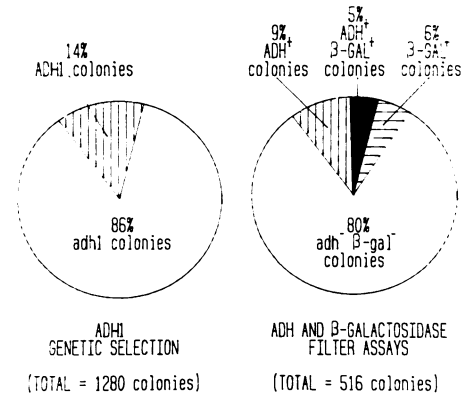 14%
ADH1 colonies
86%
adh1 colonies
ADH1
GENETIC SELECTION
(TOTAL = 1280 colonies)
9%
ADH⁺
colonies
5%
ADH⁺
β-GAL⁺
colonies
6%
β-GAL⁺
colonies
80%
adh⁻ β-gal⁻
colonies
ADH AND β-GALACTOSIDASE
FILTER ASSAYS
(TOTAL = 516 colonies)